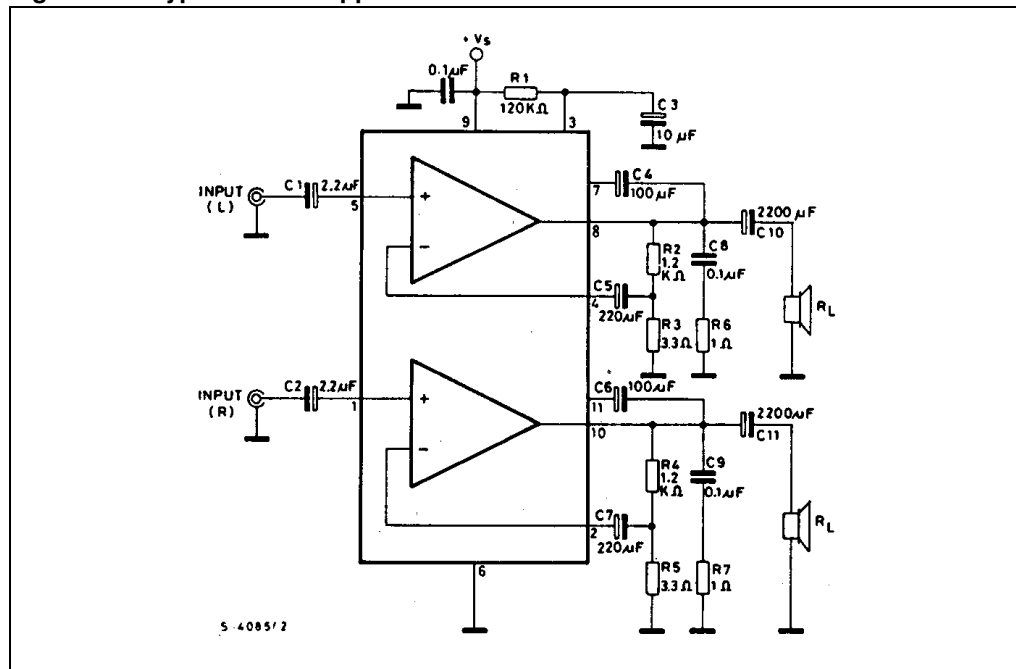 + Vs
0.1µF
R1
120KΩ
C3
10 µF
9
3
INPUT
(L)
C1
2.2µF
5
+
−
7
C4
100µF
8
R2
1.2
KΩ
C8
0.1µF
2200µF
C10
C5
4
220µF
R3
3.3Ω
R6
1Ω
RL
INPUT
(R)
C2
2.2µF
1
+
−
C6
100µF
11
10
R4
1.2
KΩ
C9
0.1µF
2200µF
C11
C7
2
220µF
R5
3.3Ω
R7
1Ω
RL
6
S-4085/2